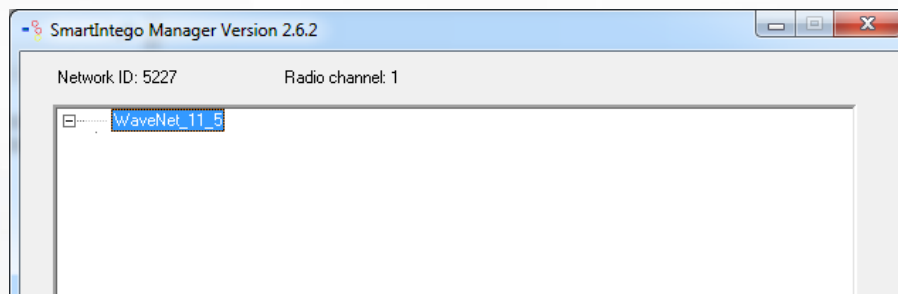 SmartIntego Manager Version 2.6.2
Network ID: 5227 Radio channel: 1
WaveNet_11_5